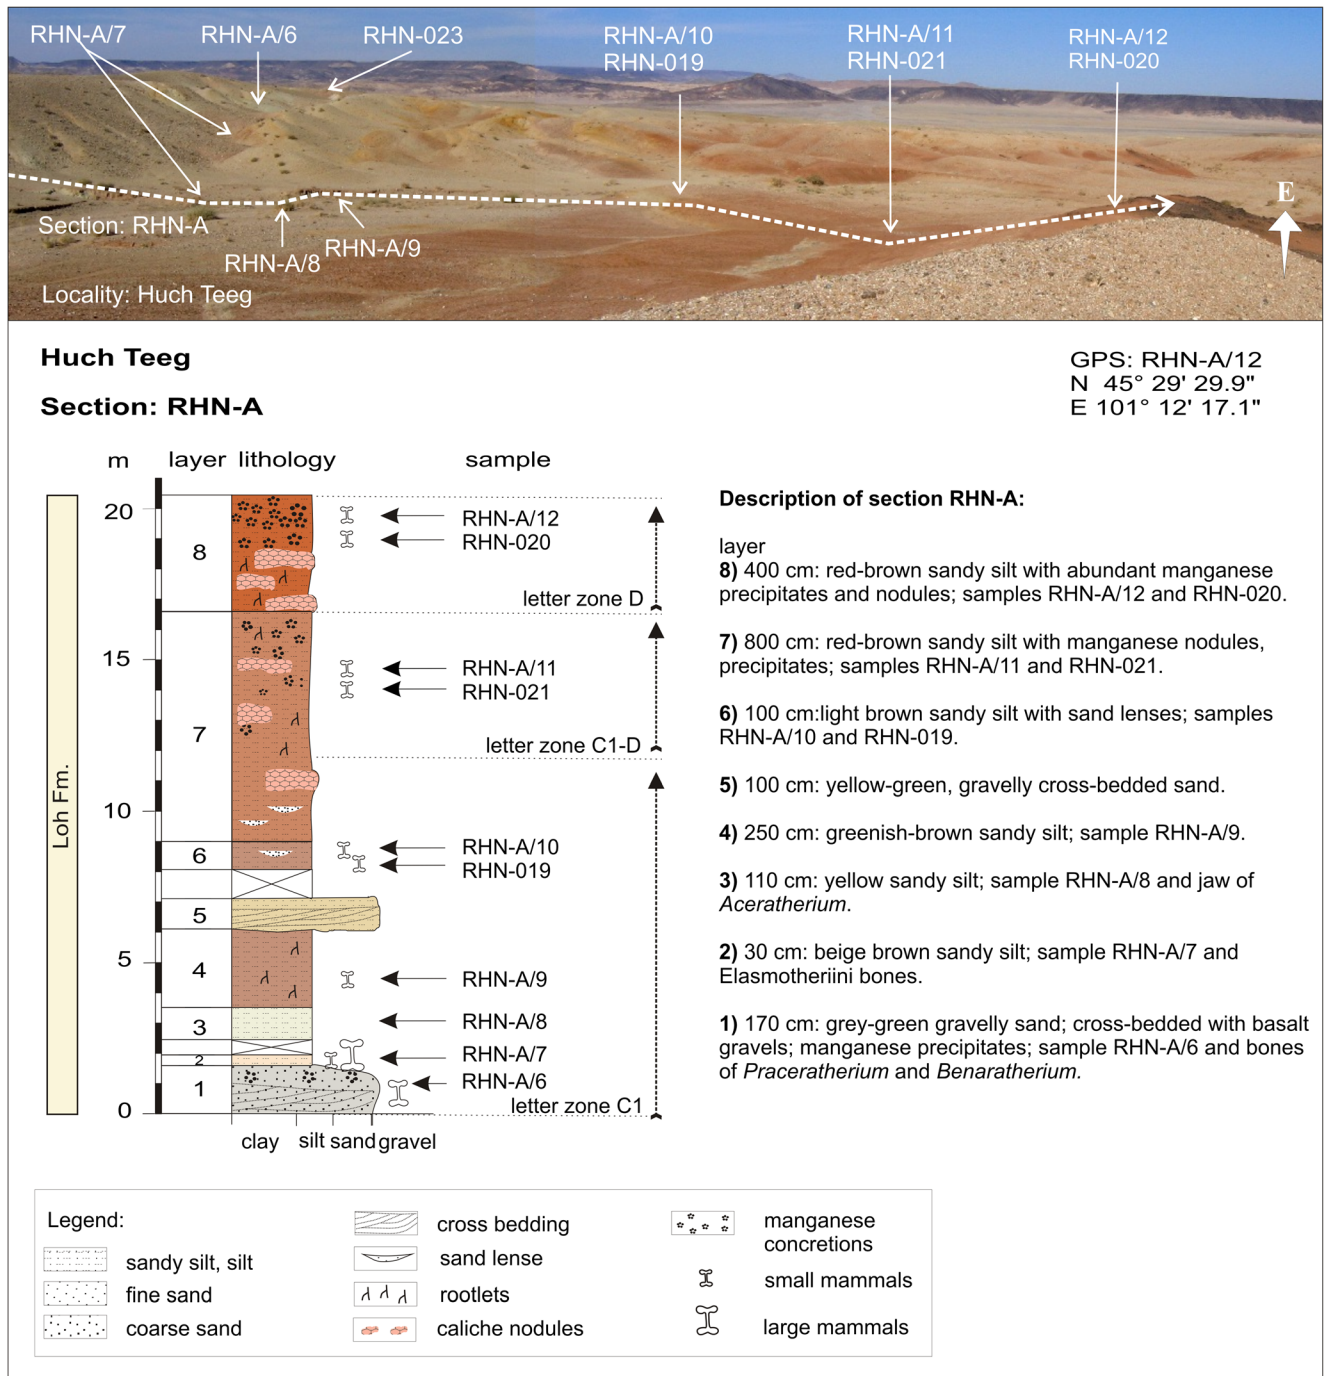 RHN-A/7
RHN-A/6
RHN-023
RHN-A/10
RHN-019
RHN-A/11
RHN-021
RHN-A/12
RHN-020
Section: RHN-A
RHN-A/8
RHN-A/9
E
Locality: Huch Teeg
Huch Teeg
Section: RHN-A
GPS: RHN-A/12
N 45° 29' 29.9"
E 101° 12' 17.1"
m layer lithology sample
Loh Fm.
20
15
10
5
0
8
7
6
5
4
3
2
1
RHN-A/12
RHN-020
letter zone D
RHN-A/11
RHN-021
letter zone C1-D
RHN-A/10
RHN-019
RHN-A/9
RHN-A/8
RHN-A/7
RHN-A/6
letter zone C1
clay silt sand gravel
Description of section RHN-A:
layer
8) 400 cm: red-brown sandy silt with abundant manganese
precipitates and nodules; samples RHN-A/12 and RHN-020.
7) 800 cm: red-brown sandy silt with manganese nodules,
precipitates; samples RHN-A/11 and RHN-021.
6) 100 cm:light brown sandy silt with sand lenses; samples
RHN-A/10 and RHN-019.
5) 100 cm: yellow-green, gravelly cross-bedded sand.
4) 250 cm: greenish-brown sandy silt; sample RHN-A/9.
3) 110 cm: yellow sandy silt; sample RHN-A/8 and jaw of
Aceratherium.
2) 30 cm: beige brown sandy silt; sample RHN-A/7 and
Elasmotheriini bones.
1) 170 cm: grey-green gravelly sand; cross-bedded with basalt
gravels; manganese precipitates; sample RHN-A/6 and bones
of Praceratherium and Benaratherium.
Legend:
sandy silt, silt
fine sand
coarse sand
cross bedding
sand lense
rootlets
caliche nodules
manganese
concretions
small mammals
large mammals